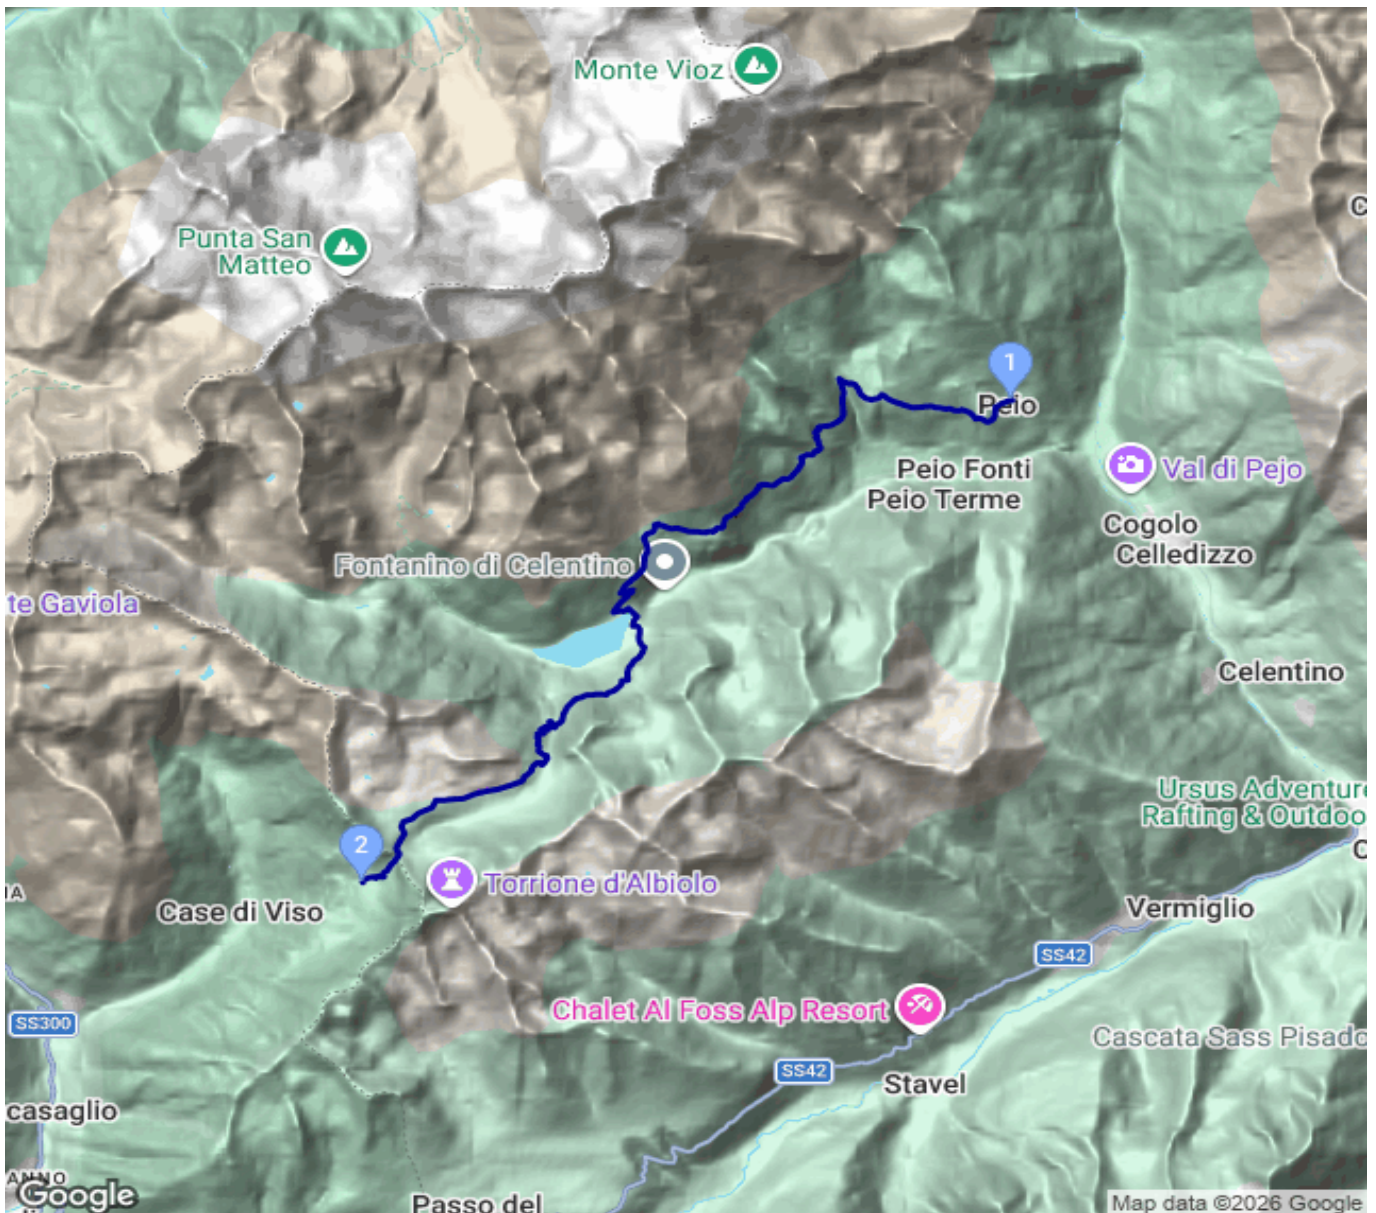 Monte Vioz
C
Punta San
Matteo
1
Peio
Peio Fonti
Val di Pejo
Peio Terme
Cogolo
Celledizzo
Fontanino di Celentino
te Gaviola
Celentino
Ursus Adventure
Rafting & Outdoo
2
C
Torrione d'Albiolo
IA
Case di Viso
Vermiglio
SS42
Chalet Al Foss Alp Resort
SS300
Cascata Sass Pisado
SS42
Stavel
casaglio
ANNO
Google
Passo del
Map data ©2026 Google